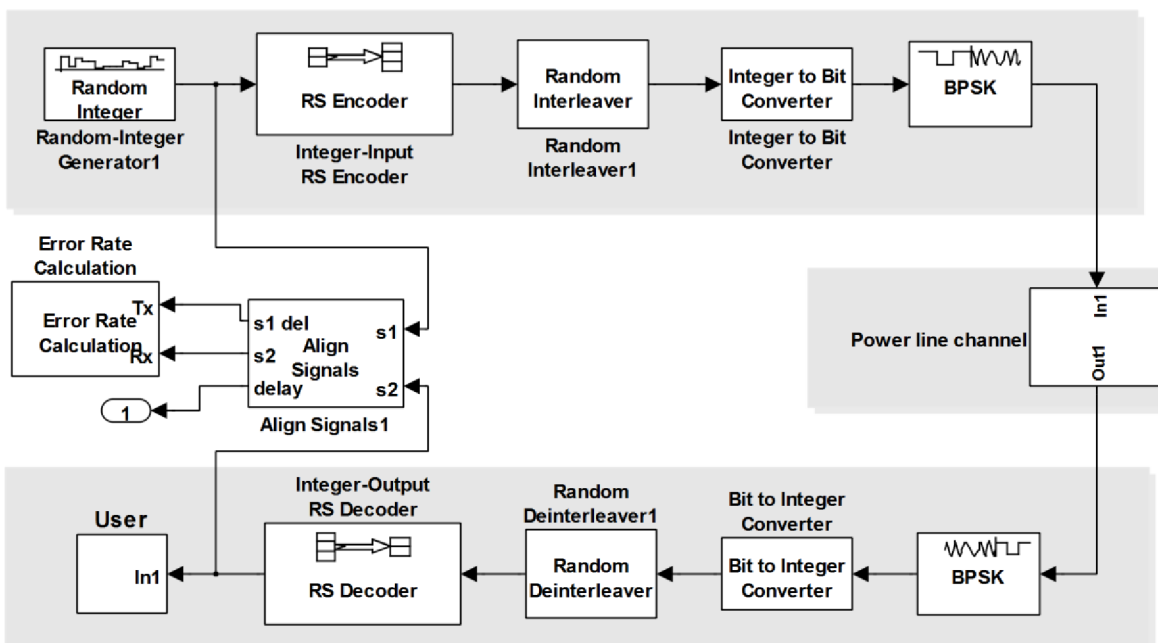 Random
Integer
Random-Integer
Generator1
RS Encoder
Integer-Input
RS Encoder
Random
Interleaver
Random
Interleaver1
Integer to Bit
Converter
Integer to Bit
Converter
BPSK
Error Rate
Calculation
Tx
Error Rate
Calculation
Rx
s1 del
s1
Align
s2
Signals
delay
s2
Align Signals1
1
Power line channel
In1
Out1
User
In1
Integer-Output
RS Decoder
RS Decoder
Random
Deinterleaver1
Random
Deinterleaver
Bit to Integer
Converter
Bit to Integer
Converter
BPSK